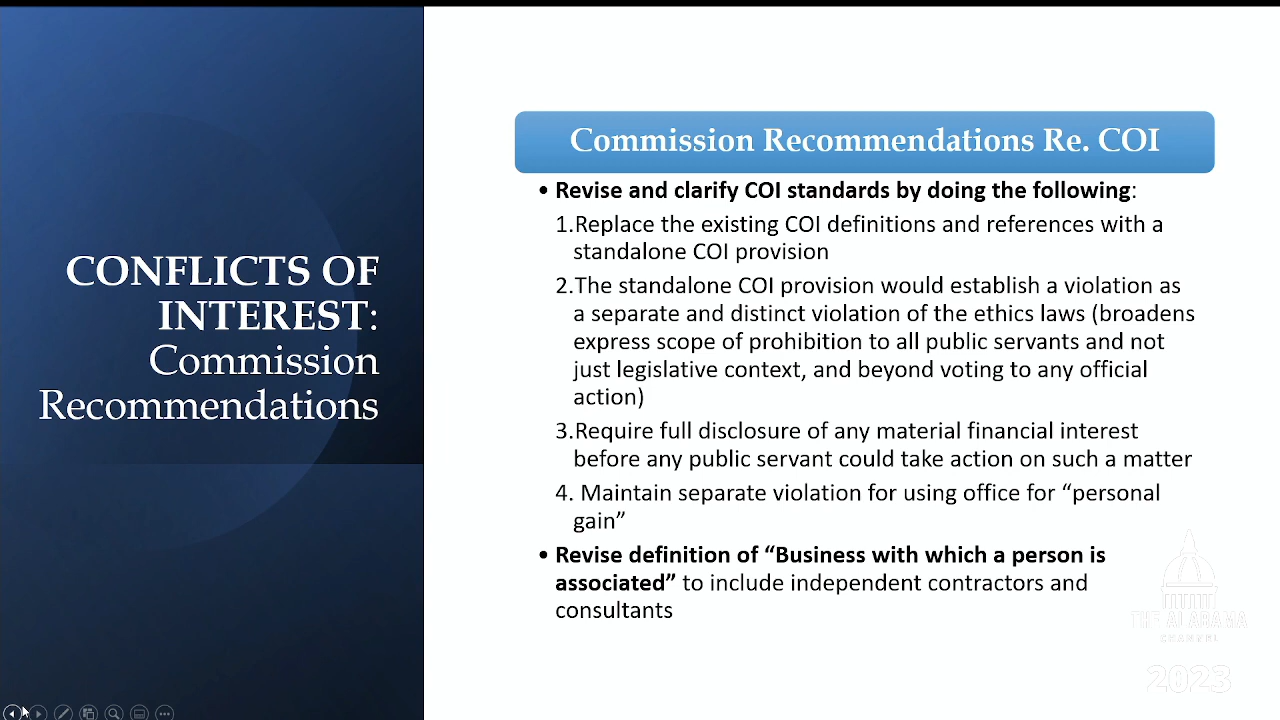 CONFLICTS OF
INTEREST:
Commission
Recommendations
Commission Recommendations Re. COI
• Revise and clarify COI standards by doing the following:
1.Replace the existing COI definitions and references with a
standalone COI provision
2.The standalone COI provision would establish a violation as
a separate and distinct violation of the ethics laws (broadens
express scope of prohibition to all public servants and not
just legislative context, and beyond voting to any official
action)
3.Require full disclosure of any material financial interest
before any public servant could take action on such a matter
4. Maintain separate violation for using office for “personal
gain”
• Revise definition of “Business with which a person is
associated” to include independent contractors and
consultants
THE ALABAMA
CHANNEL
2023